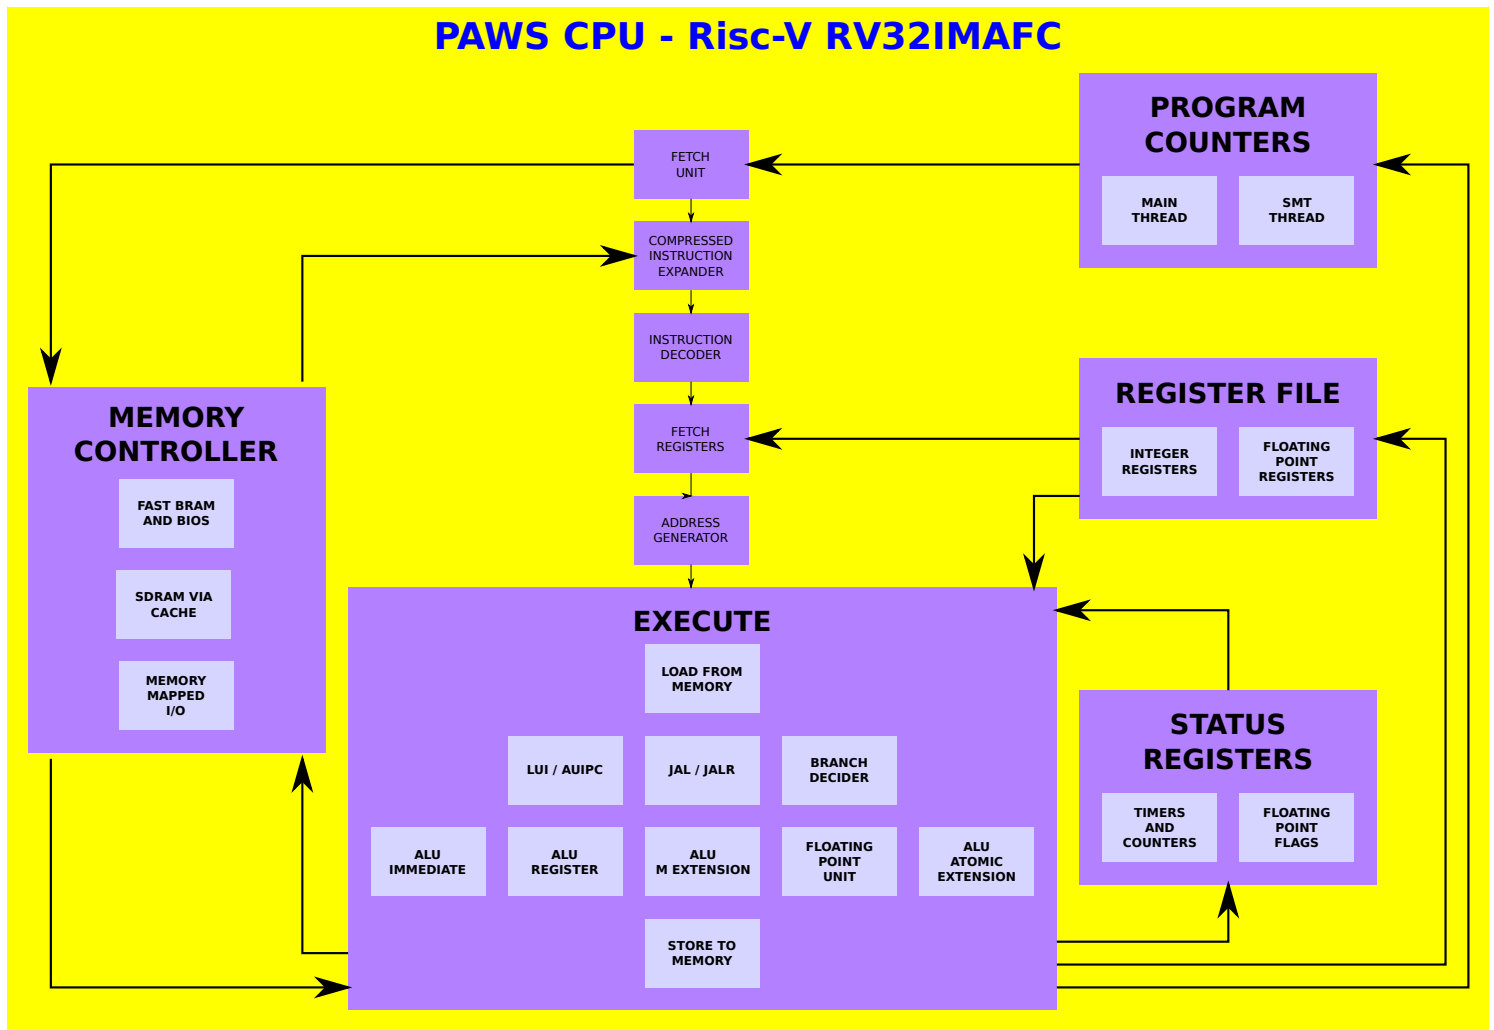 PAWS CPU - Risc-V RV32IMAFC
PROGRAM
COUNTERS
MAIN
THREAD
SMT
THREAD
FETCH
UNIT
COMPRESSED
INSTRUCTION
EXPANDER
INSTRUCTION
DECODER
FETCH
REGISTERS
ADDRESS
GENERATOR
REGISTER FILE
INTEGER
REGISTERS
FLOATING
POINT
REGISTERS
MEMORY
CONTROLLER
FAST BRAM
AND BIOS
SDRAM VIA
CACHE
MEMORY
MAPPED
I/O
EXECUTE
LOAD FROM
MEMORY
LUI / AUIPC
JAL / JALR
BRANCH
DECIDER
ALU
IMMEDIATE
ALU
REGISTER
ALU
M EXTENSION
FLOATING
POINT
UNIT
ALU
ATOMIC
EXTENSION
STORE TO
MEMORY
STATUS
REGISTERS
TIMERS
AND
COUNTERS
FLOATING
POINT
FLAGS